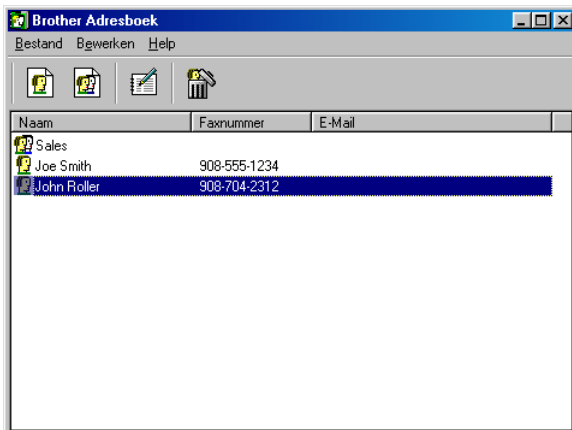 Brother Adresboek
Bestand Bewerken Help
Naam Faxnummer E-Mail
Sales
Joe Smith 908-555-1234
John Roller 908-704-2312